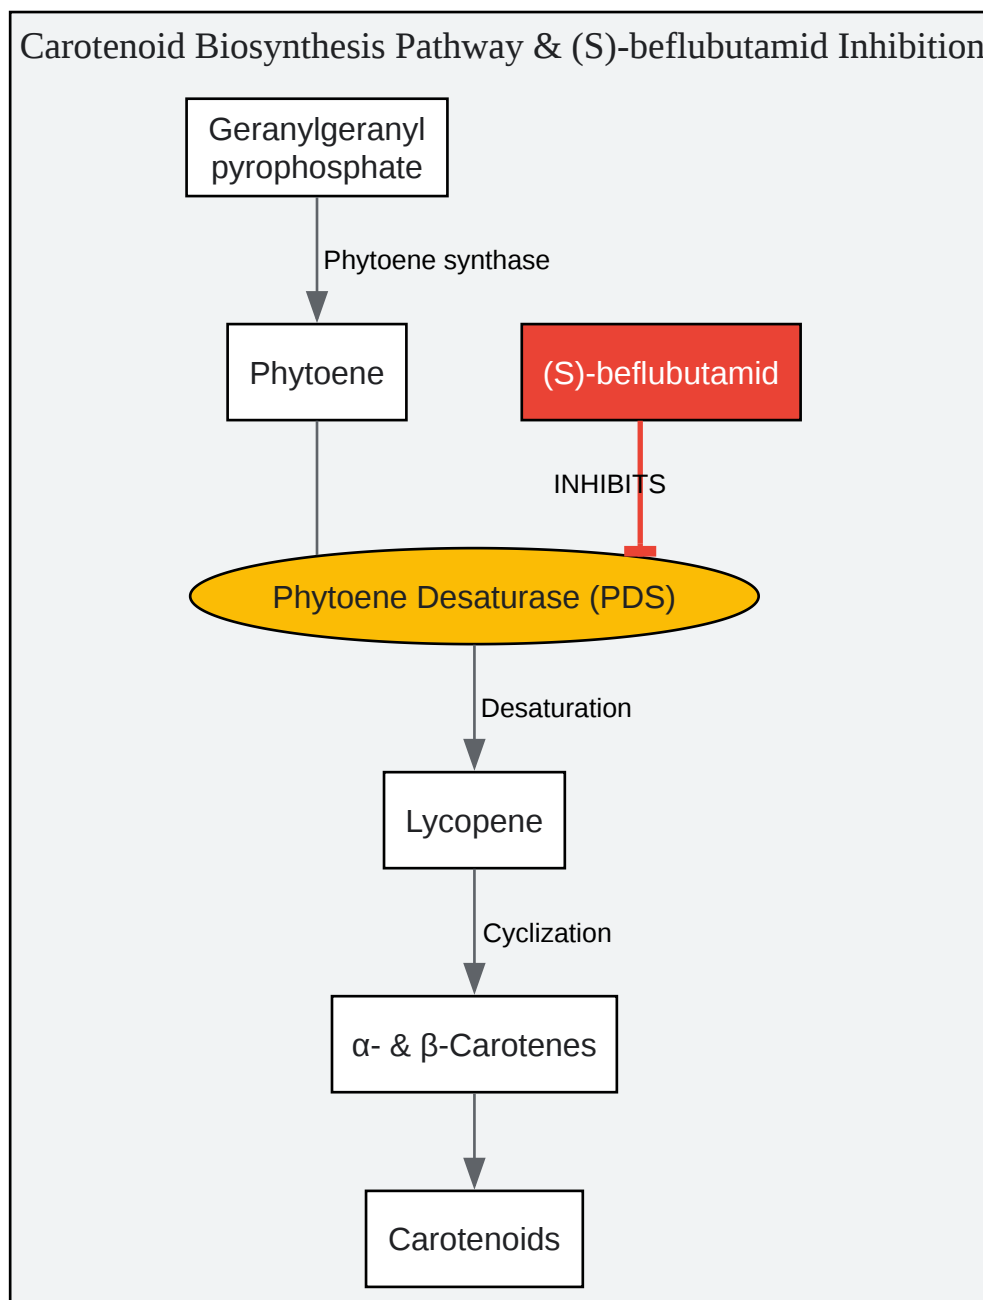 Carotenoid Biosynthesis Pathway & (S)-beflubutamid Inhibition
Geranylgeranyl
pyrophosphate
Phytoene synthase
Phytoene
(S)-beflubutamid
INHIBITS
Phytoene Desaturase (PDS)
Desaturation
Lycopene
Cyclization
α- & β-Carotenes
Carotenoids